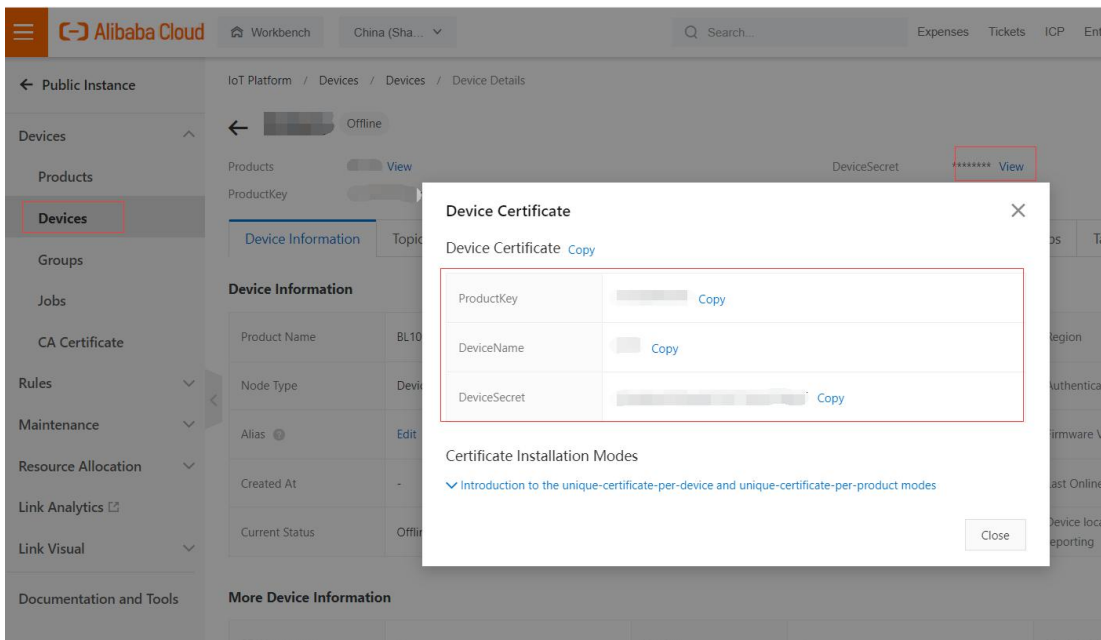 Alibaba Cloud Workbench China (Sha... Search... Expenses Tickets ICP Ent
Public Instance
Devices
Products
Devices
Groups
Jobs
CA Certificate
Rules
Maintenance
Resource Allocation
Link Analytics
Link Visual
Documentation and Tools
IoT Platform / Devices / Devices / Device Details
Offline
Products View DeviceSecret ******** View
ProductKey
Device Information Topic
Device Information
Product Name BL10 Region
Node Type Devic Authentica
Alias Edit Firmware V
Created At - Last Online
Current Status Offlin Device loca
reporting
More Device Information
Device Certificate
Device Certificate Copy
ProductKey Copy
DeviceName Copy
DeviceSecret Copy
Certificate Installation Modes
Introduction to the unique-certificate-per-device and unique-certificate-per-product modes
Close